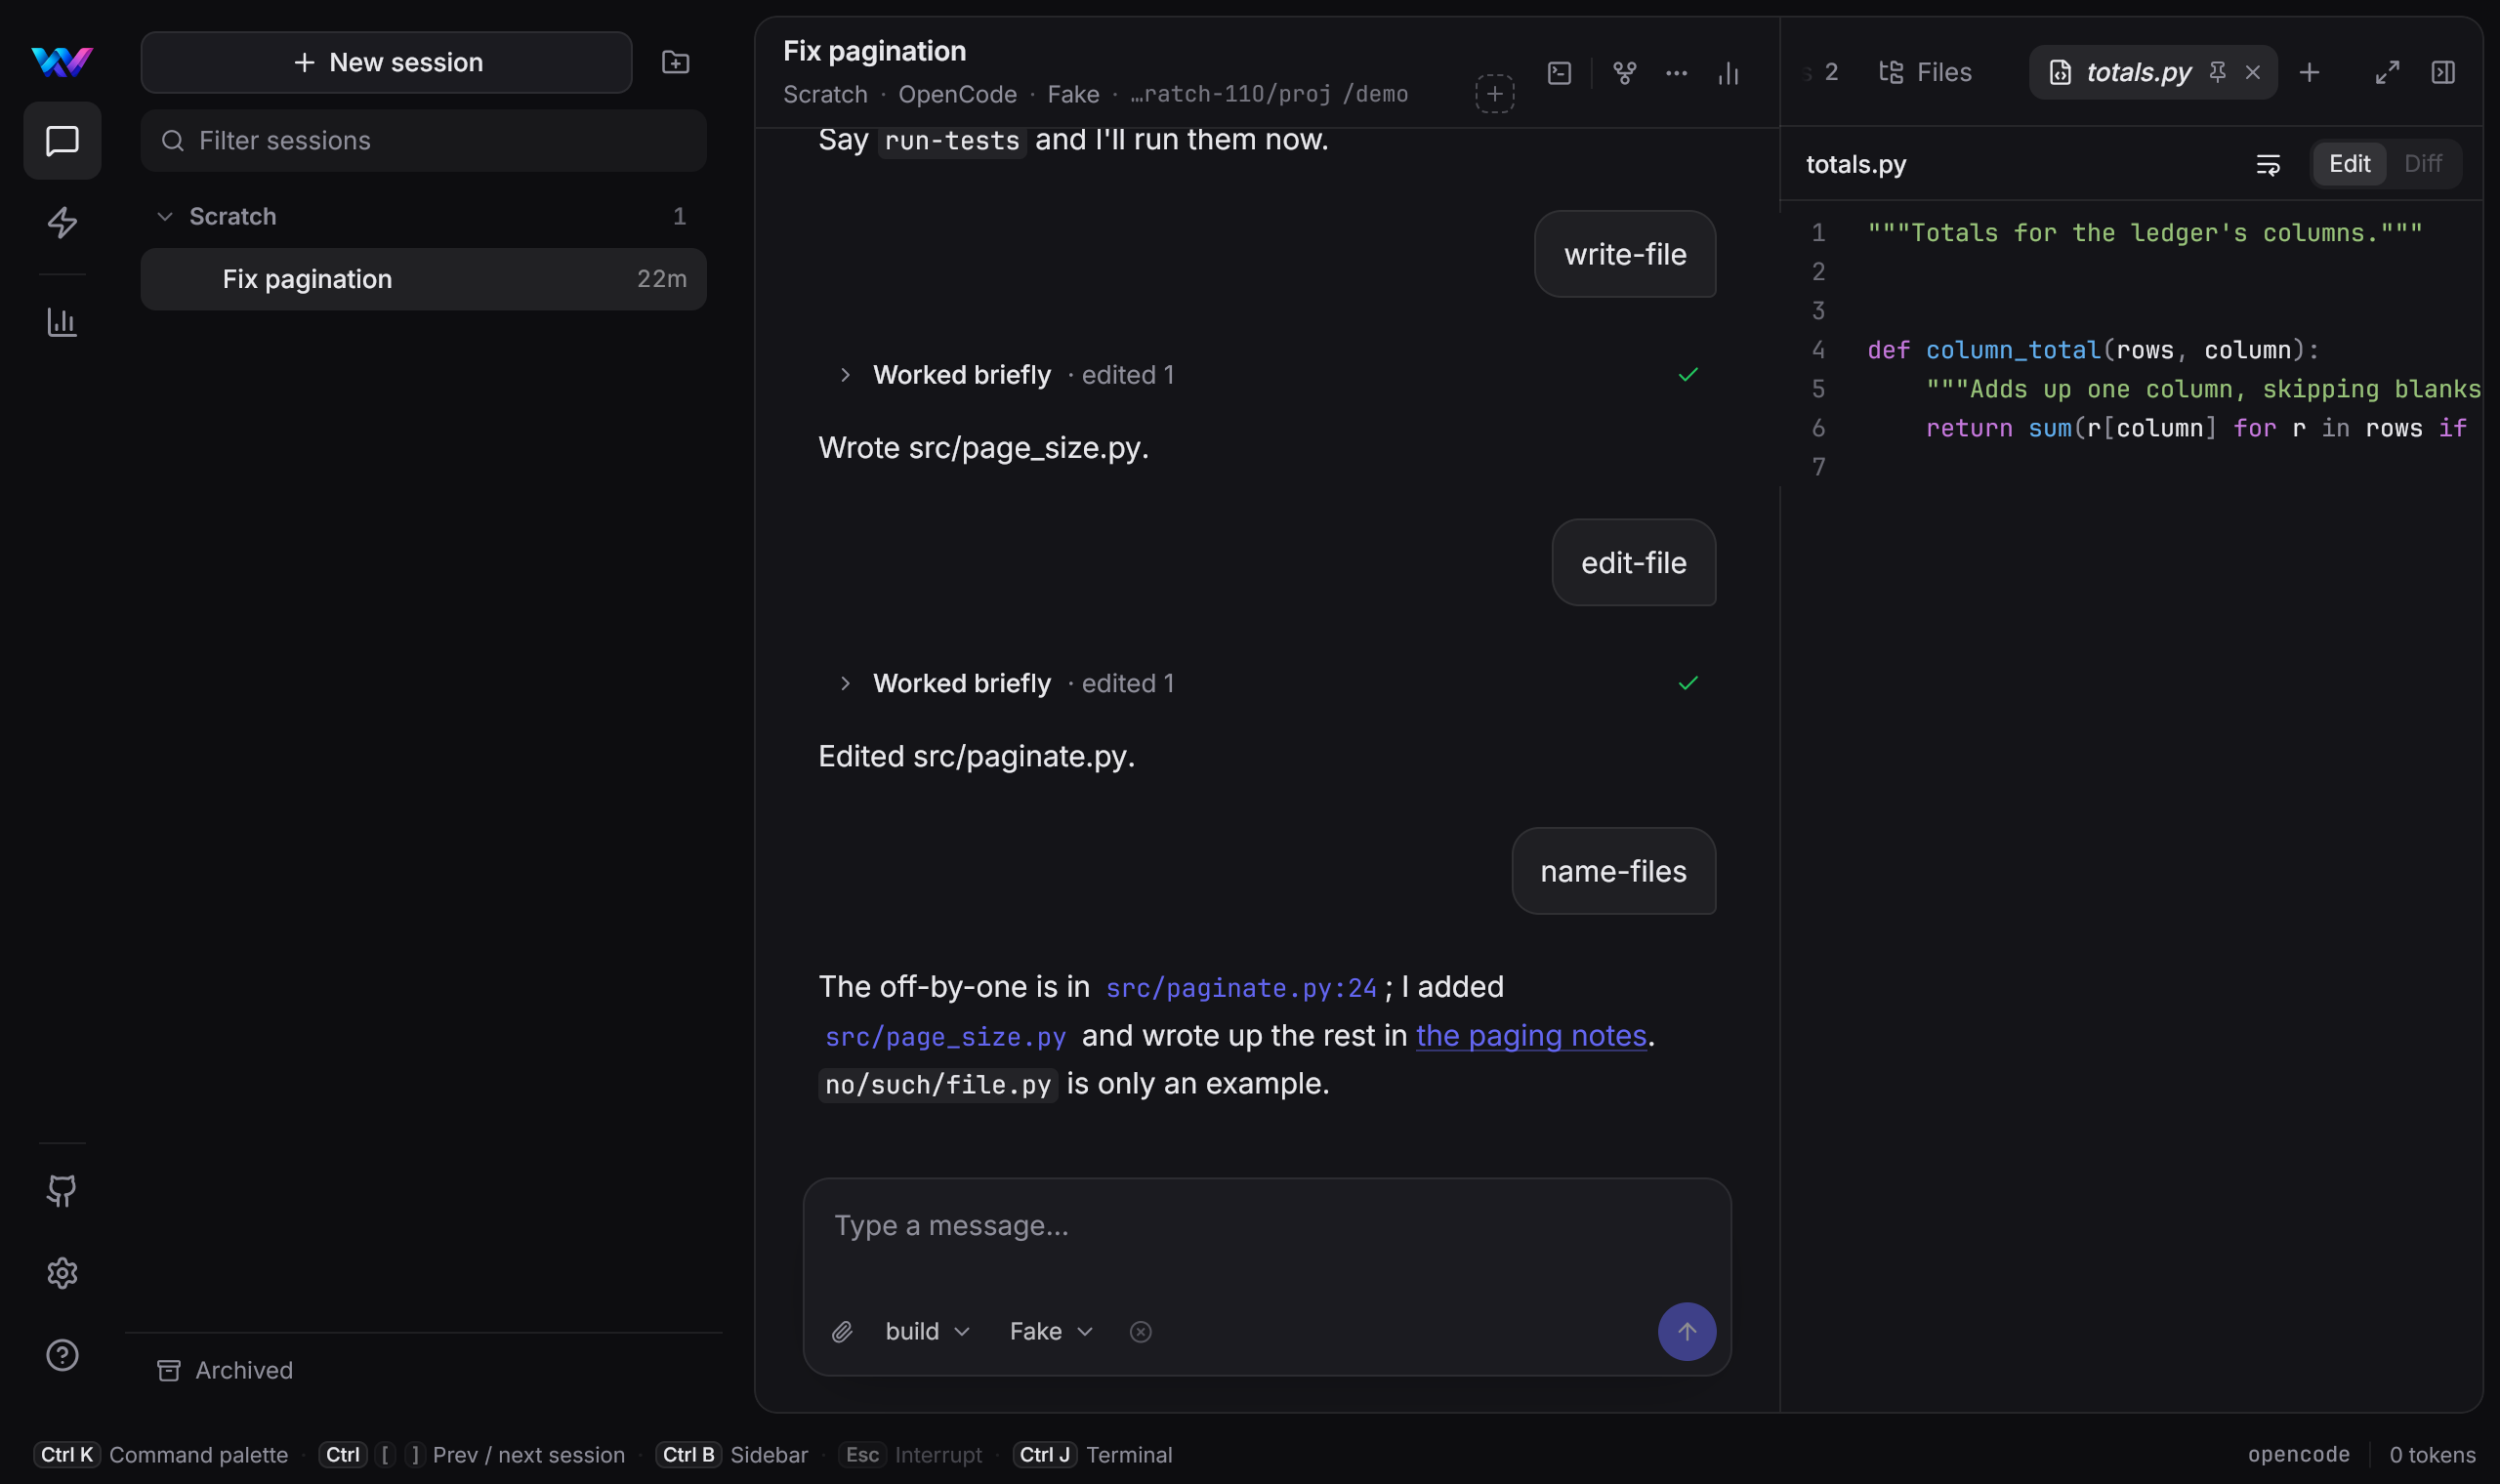 New session
Filter sessions
Scratch 1
Fix pagination 22m
Archived
Fix pagination
Scratch · OpenCode · Fake · …ratch-110/proj /demo
Say run-tests and I'll run them now.
write-file
Worked briefly · edited 1
Wrote src/page_size.py.
edit-file
Worked briefly · edited 1
Edited src/paginate.py.
name-files
The off-by-one is in src/paginate.py:24; I added
src/page_size.py and wrote up the rest in the paging notes.
no/such/file.py is only an example.
Type a message...
build Fake
s 2 Files totals.py
totals.py Edit Diff
1 """Totals for the ledger's columns."""
2
3
4 def column_total(rows, column):
5 """Adds up one column, skipping blanks
6 return sum(r[column] for r in rows if
7
Ctrl K Command palette · Ctrl [ ] Prev / next session · Ctrl B Sidebar · Esc Interrupt · Ctrl J Terminal
opencode 0 tokens